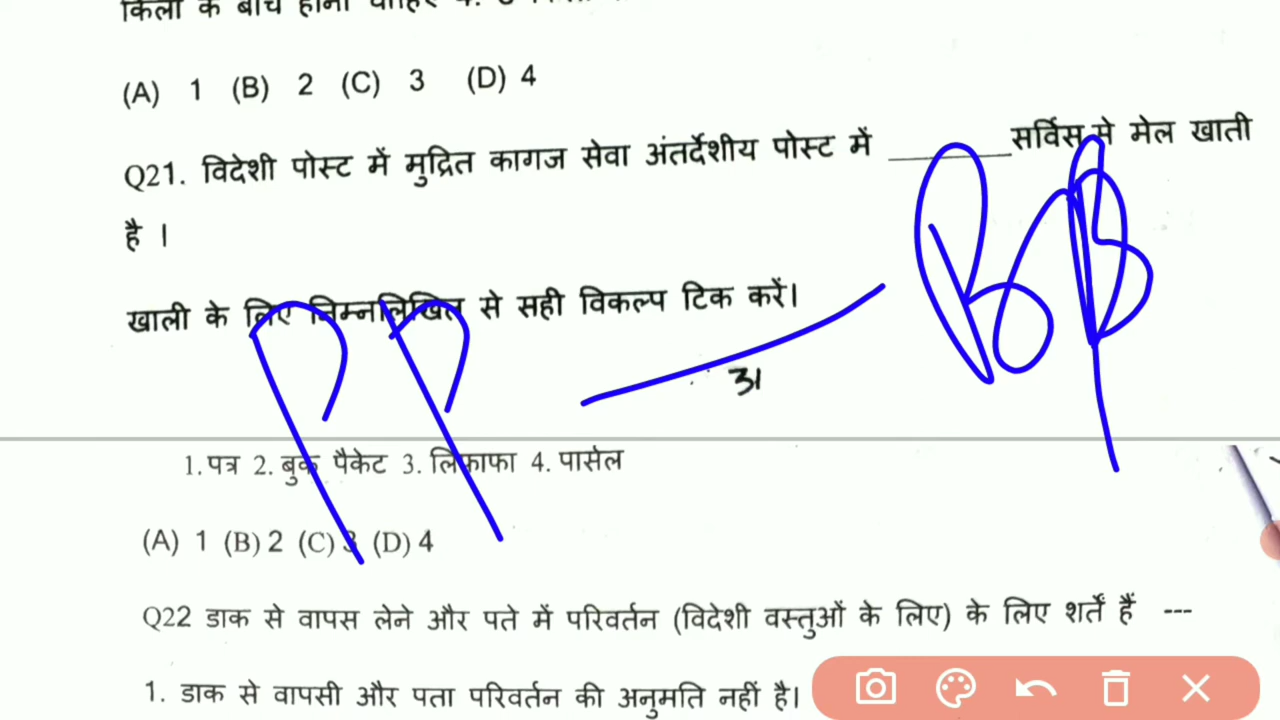 (A) 1 (B) 2 (C) 3 (D) 4
Q21. विदेशी पोस्ट में मुद्रित कागज सेवा अंतर्देशीय पोस्ट में ________सर्विस से मेल खाती
है ।
खाली के लिए निम्नलिखित से सही विकल्प टिक करें।
31
1. पत्र 2. बुक पैकेट 3. लिफाफा 4. पार्सल
(A) 1 (B) 2 (C) 3 (D) 4
Q22 डाक से वापस लेने और पते में परिवर्तन (विदेशी वस्तुओं के लिए) के लिए शर्तें हैं ---
1. डाक से वापसी और पता परिवर्तन की अनुमति नहीं है।